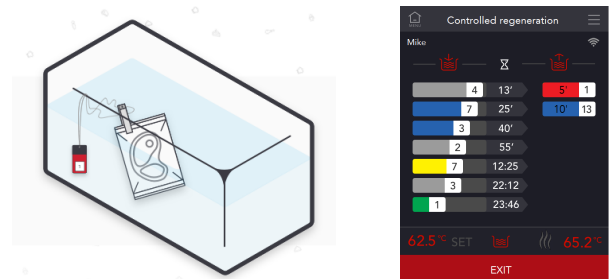 Controlled regeneration
Mike
4 13’ 5’ 1
7 25’ 10’ 13
3 40’
2 55’
7 12:25
3 22:12
1 23:46
62.5°C SET 65.2°C
EXIT